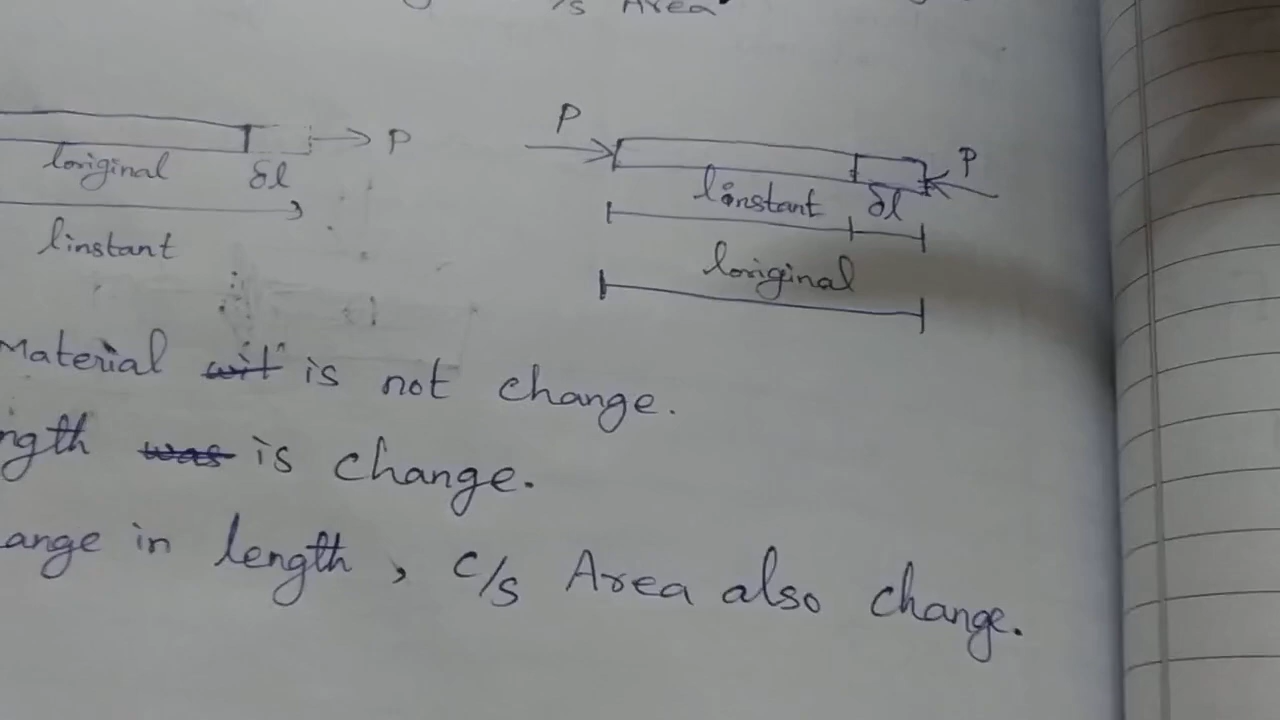 c/s Area
P
P
P
loriginal
δl
linstant
δl
linstant
loriginal
Material wit is not change.
ngth was is change.
ange in length, c/s Area also change.